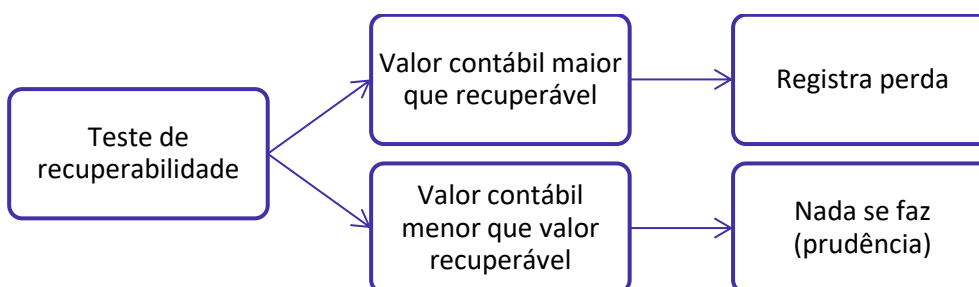 Teste de
recuperabilidade
Valor contábil maior
que recuperável
Registra perda
Valor contábil
menor que valor
recuperável
Nada se faz
(prudência)